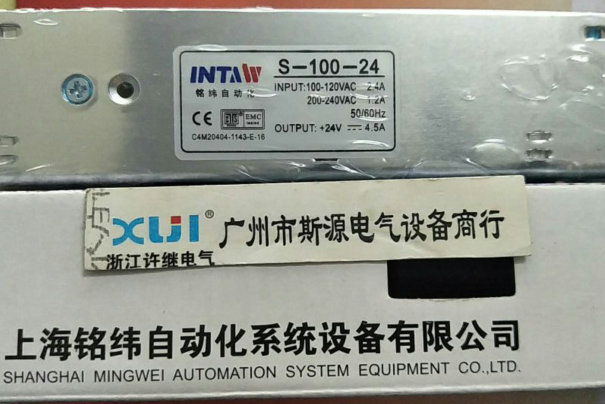 INTAW
铭纬自动化
S-100-24
INPUT:100-120VAC 2.4A
200-240VAC 1.2A
50/60Hz
OUTPUT: +24V 4.5A
CE
EMC
C4M20404-1143-E-16
XUJI®
广州市斯源电气设备商行
浙江许继电气
上海铭纬自动化系统设备有限公司
SHANGHAI MINGWEI AUTOMATION SYSTEM EQUIPMENT CO.,LTD.